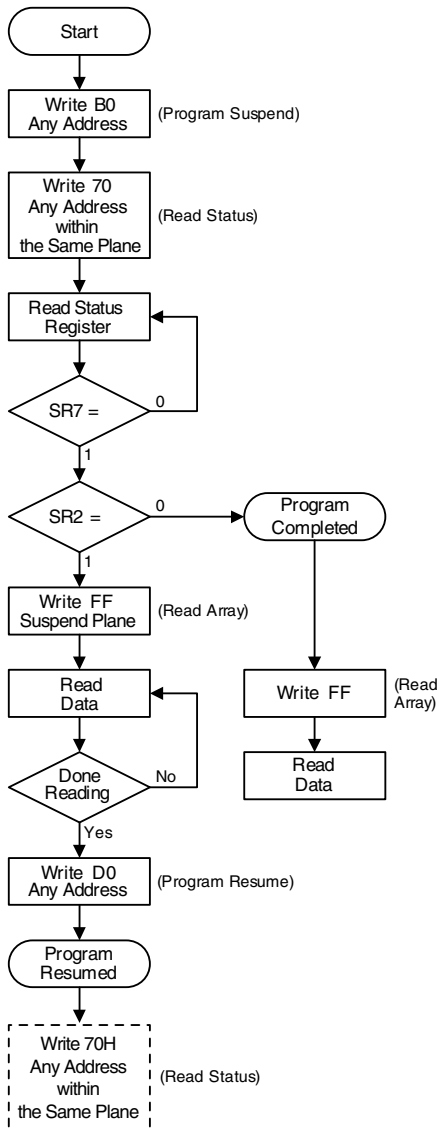 Start
Write B0
Any Address
(Program Suspend)
Write 70
Any Address
within
the Same Plane
(Read Status)
Read Status
Register
SR7 =
0
1
SR2 =
0
Program
Completed
1
Write FF
Suspend Plane
(Read Array)
Read
Data
Write FF
(Read
Array)
Done
Reading
No
Read
Data
Yes
Write D0
Any Address
(Program Resume)
Program
Resumed
Write 70H
Any Address
within
the Same Plane
(Read Status)